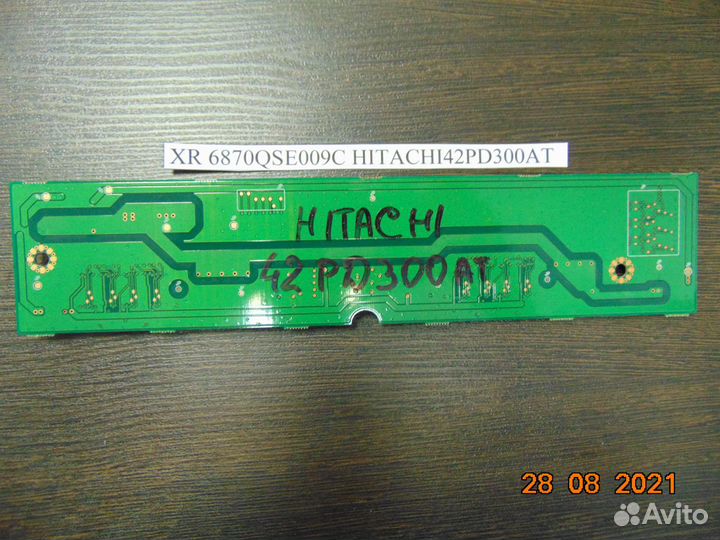 XR 6870QSE009C HITACHI42PD300AT
HITACHI
42PD300AT
28 08 2021
Avito